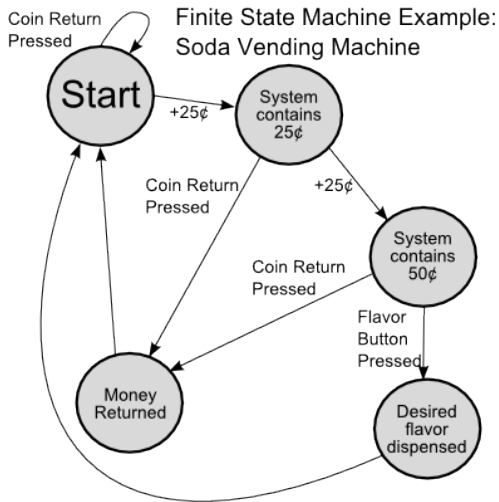 Finite State Machine Example:
Soda Vending Machine
Coin Return
Pressed
Start
+25¢
System
contains
25¢
Coin Return
Pressed
+25¢
System
contains
50¢
Coin Return
Pressed
Flavor
Button
Pressed
Money
Returned
Desired
flavor
dispensed